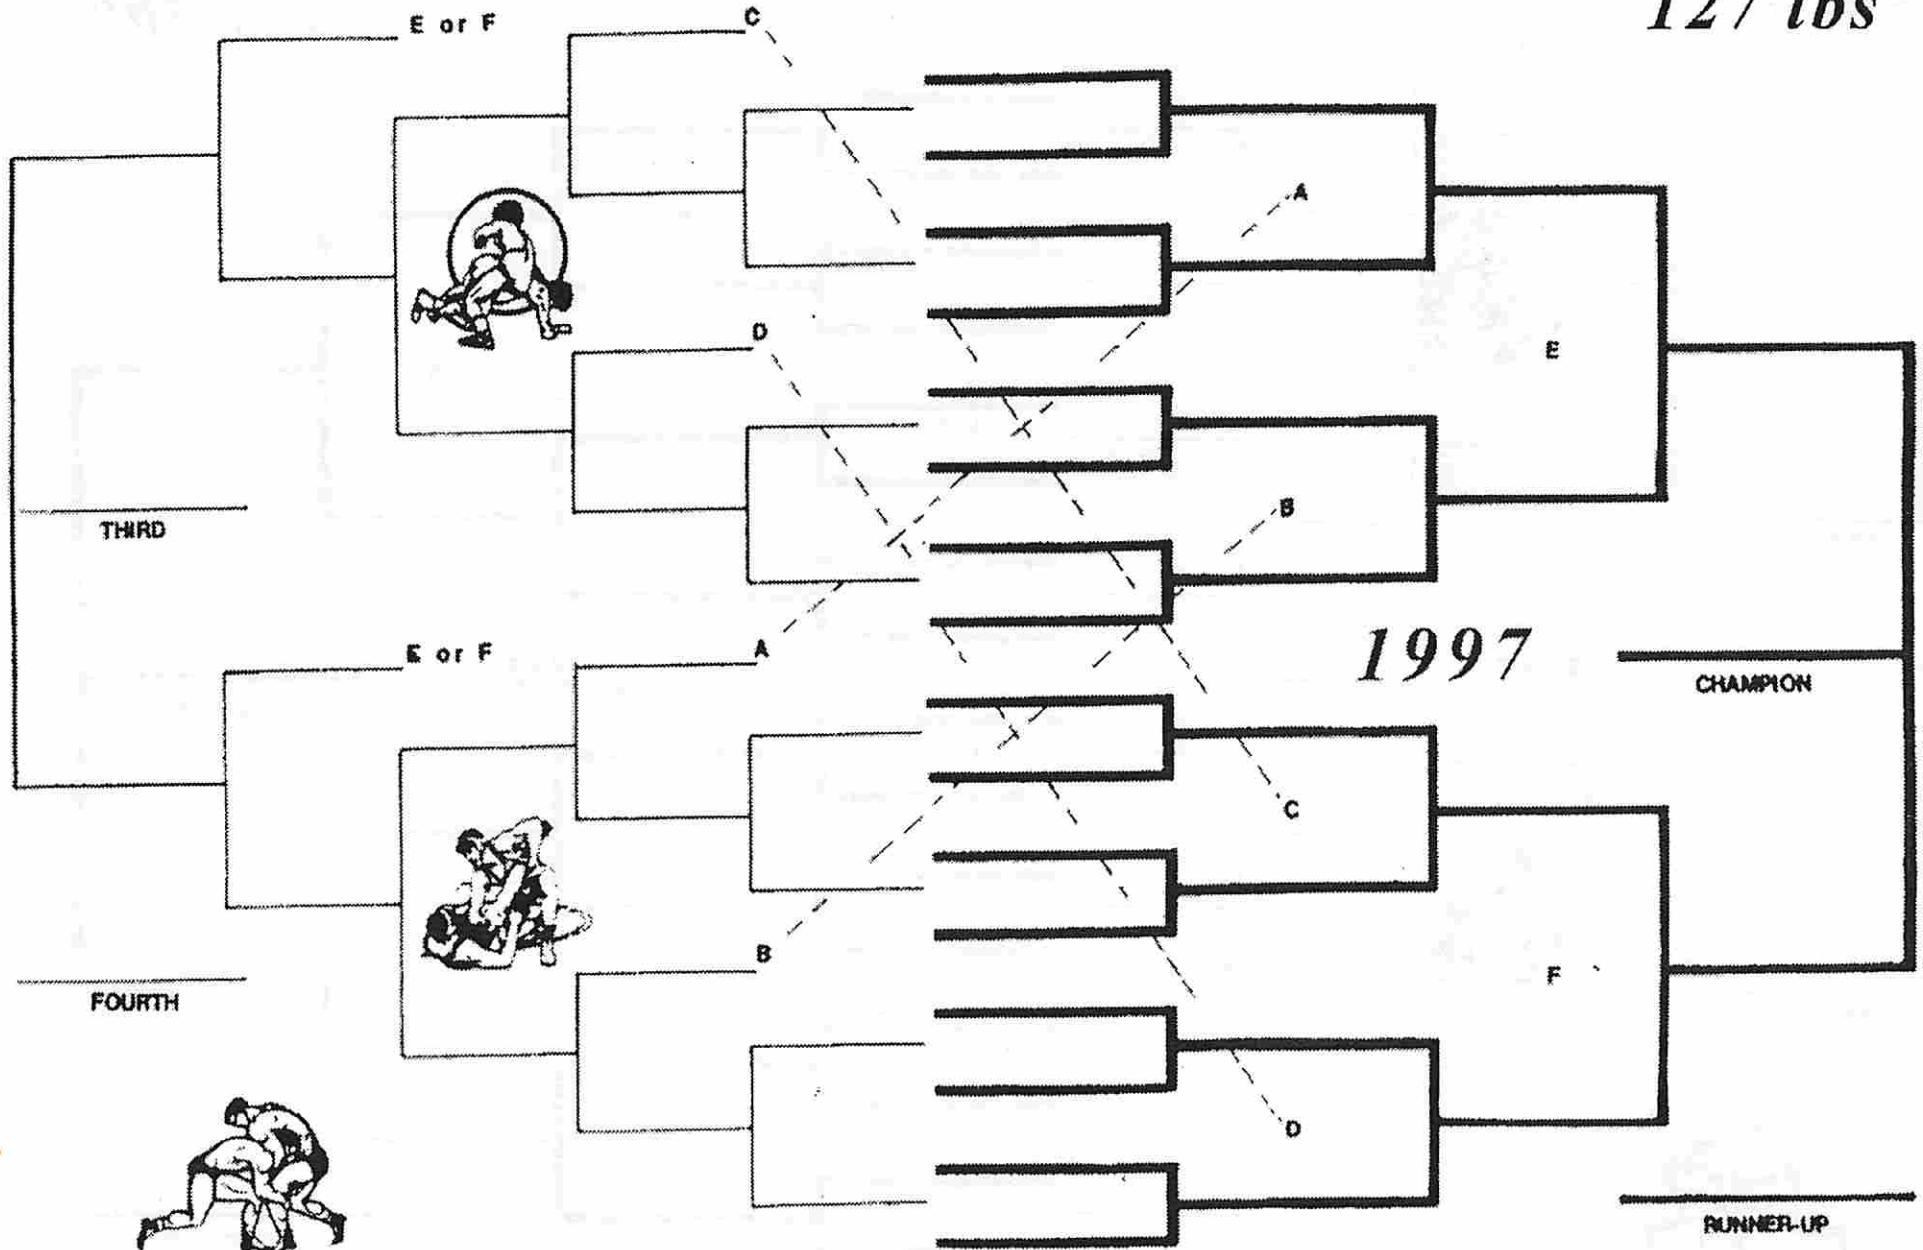 127 lbs
E or F
C
A
D
E
B
THIRD
1997
A
E or F
CHAMPION
C
B
F
FOURTH
D
RUNNER-UP